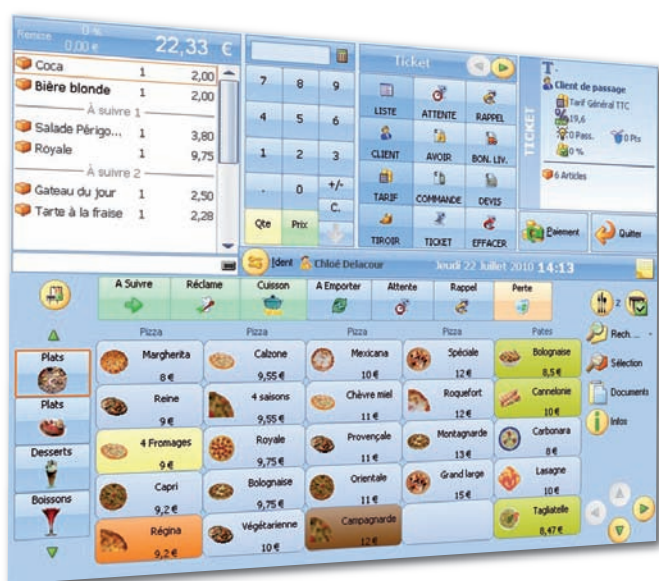 Remise 0 %
0,00 €
22,33 €
Coca 1 2,00
Bière blonde 1 2,00
À suivre 1
Salade Périgo... 1 3,80
Royale 1 9,75
À suivre 2
Gateau du jour 1 2,50
Tarte à la fraise 1 2,28
7 8 9
4 5 6
1 2 3
. 0 +/-
C.
Qte Prix
Ticket
LISTE ATTENTE RAPPEL
CLIENT AVOIR BON. LIV.
TARIF COMMANDE DEVIS
TIROIR TICKET EFFACER
TICKET
T -
Client de passage
Tarif Général TTC
19,6
0 Pass. 0 Pts
0 %
6 Articles
Paiement Quitter
Ident Chloé Delacour Jeudi 22 Juillet 2010 14:13
A Suivre Réclame Cuisson A Emporter Attente Rappel Perte
2
Pizza Pizza Pizza Pizza Pates
Plats
Plats
Desserts
Boissons
Margherita Calzone Mexicana Spéciale Bolognaise
8 € 9,55 € 10 € 12 € 8,5 €
Reine 4 saisons Chèvre miel Roquefort Cannelonie
9 € 9,55 € 11 € 12 € 10 €
4 Fromages Royale Provençale Montagnarde Carbonara
9 € 9,75 € 11 € 13 € 8 €
Capri Bolognaise Orientale Grand large Lasagne
9,2 € 9,75 € 11 € 15 € 10 €
Régina Végétarienne Campagnarde Tagliatelle
9,2 € 10 € 12 € 8,47 €
Rech. ...
Sélection
Documents
Infos